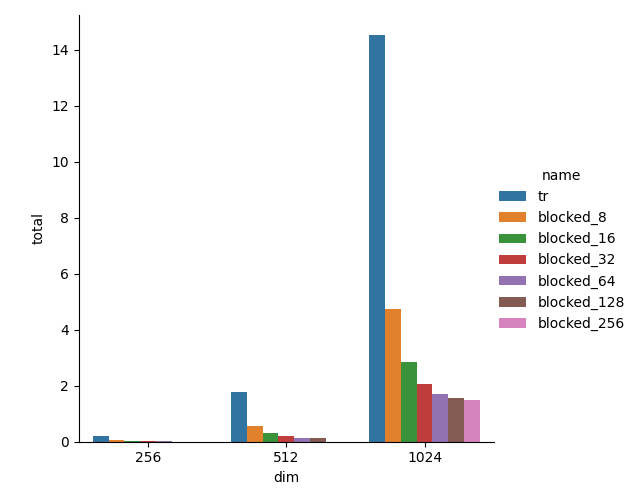 total
14
12
10
8
6
4
2
0
256
512
1024
dim
name
tr
blocked_8
blocked_16
blocked_32
blocked_64
blocked_128
blocked_256